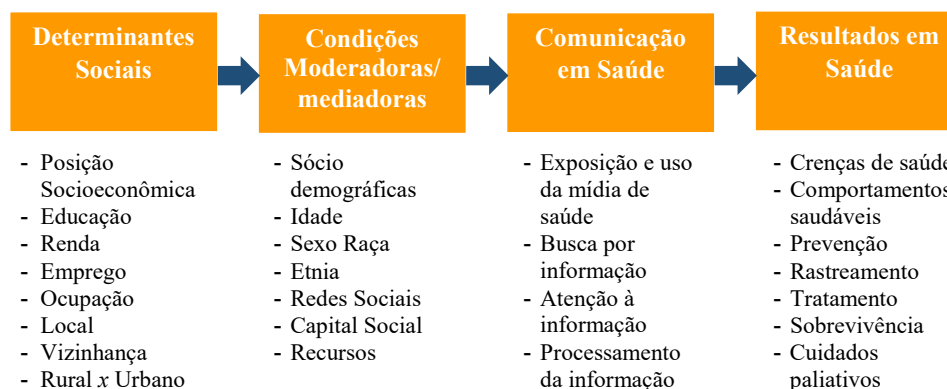 Determinantes
Sociais
- Posição
Socioeconômica
- Educação
- Renda
- Emprego
- Ocupação
- Local
- Vizinhança
- Rural x Urbano
Condições
Moderadoras/
mediadoras
- Sócio
demográficas
- Idade
- Sexo Raça
- Etnia
- Redes Sociais
- Capital Social
- Recursos
Comunicação
em Saúde
- Exposição e uso
da mídia de
saúde
- Busca por
informação
- Atenção à
informação
- Processamento
da informação
Resultados em
Saúde
- Crenças de saúde
- Comportamentos
saudáveis
- Prevenção
- Rastreamento
- Tratamento
- Sobrevivência
- Cuidados
paliativos